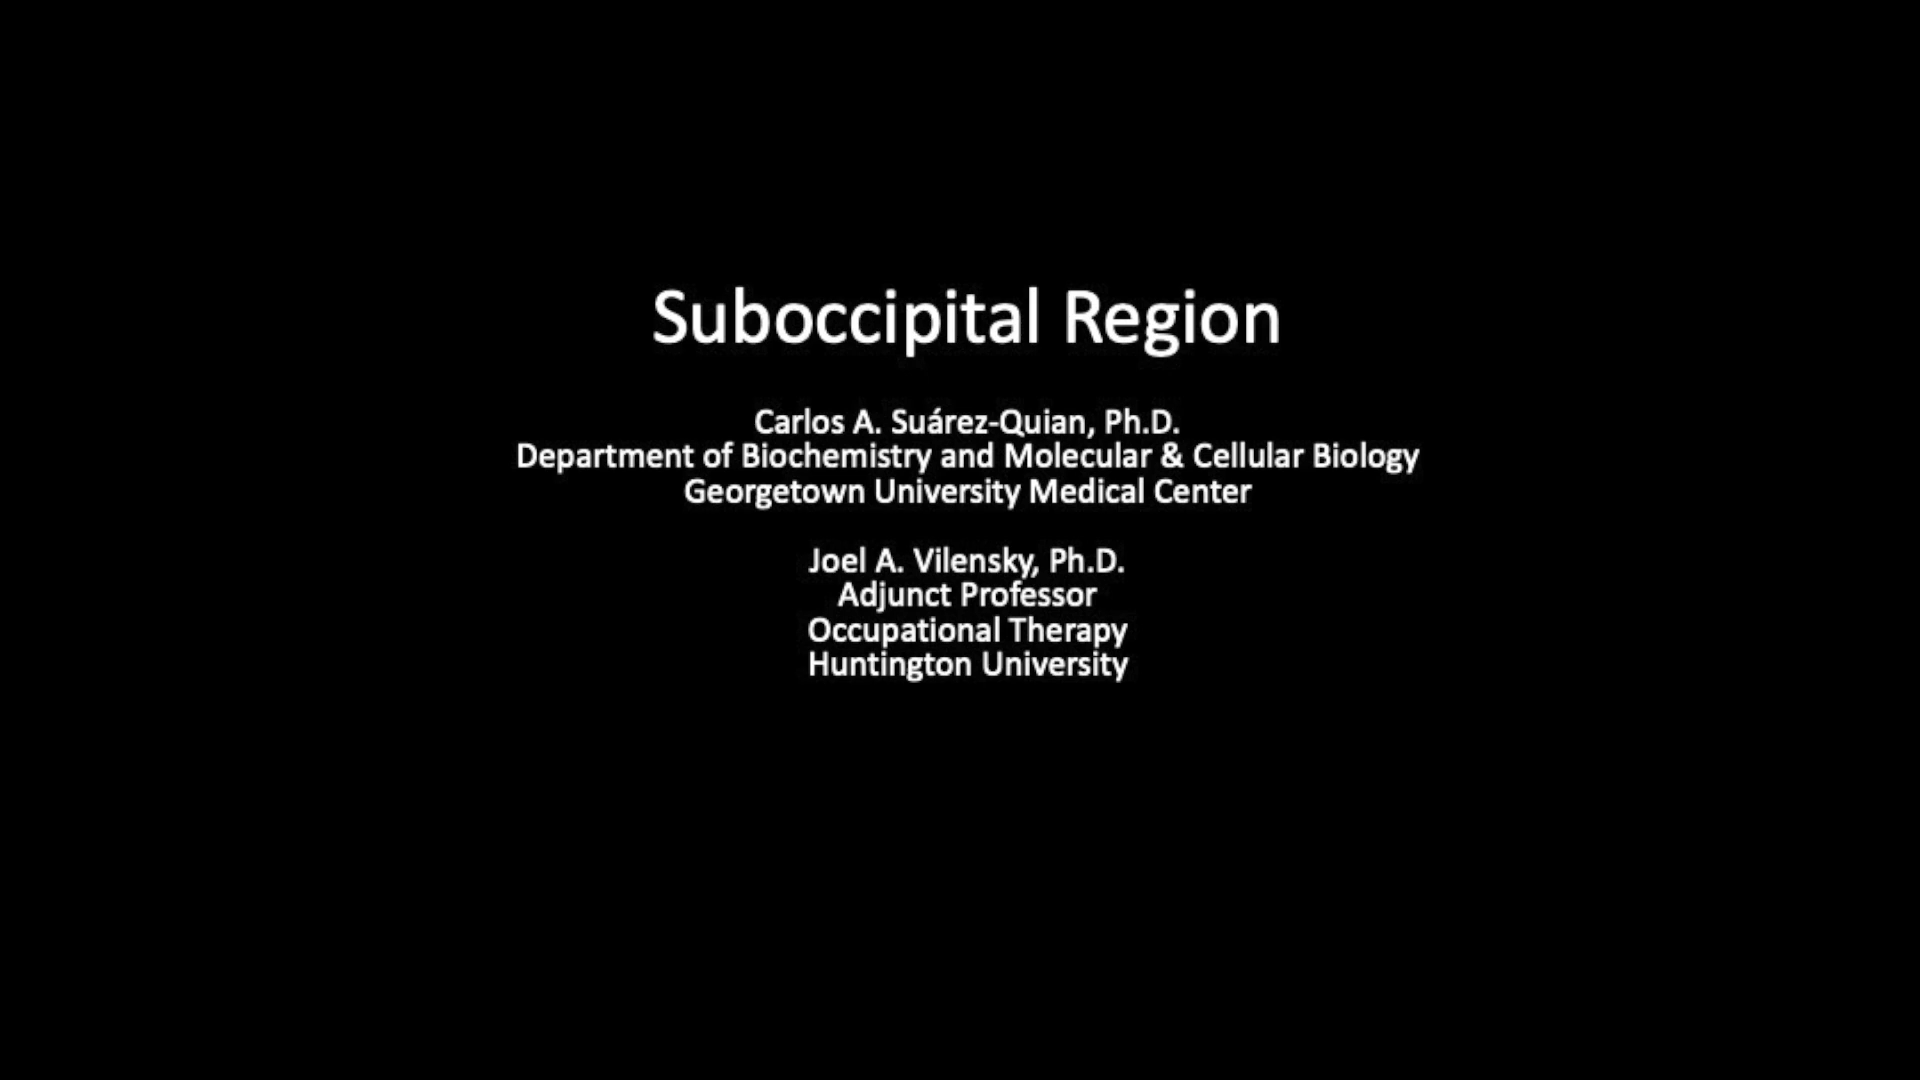 Suboccipital Region
Carlos A. Suárez-Quian, Ph.D.
Department of Biochemistry and Molecular & Cellular Biology
Georgetown University Medical Center
Joel A. Vilensky, Ph.D.
Adjunct Professor
Occupational Therapy
Huntington University